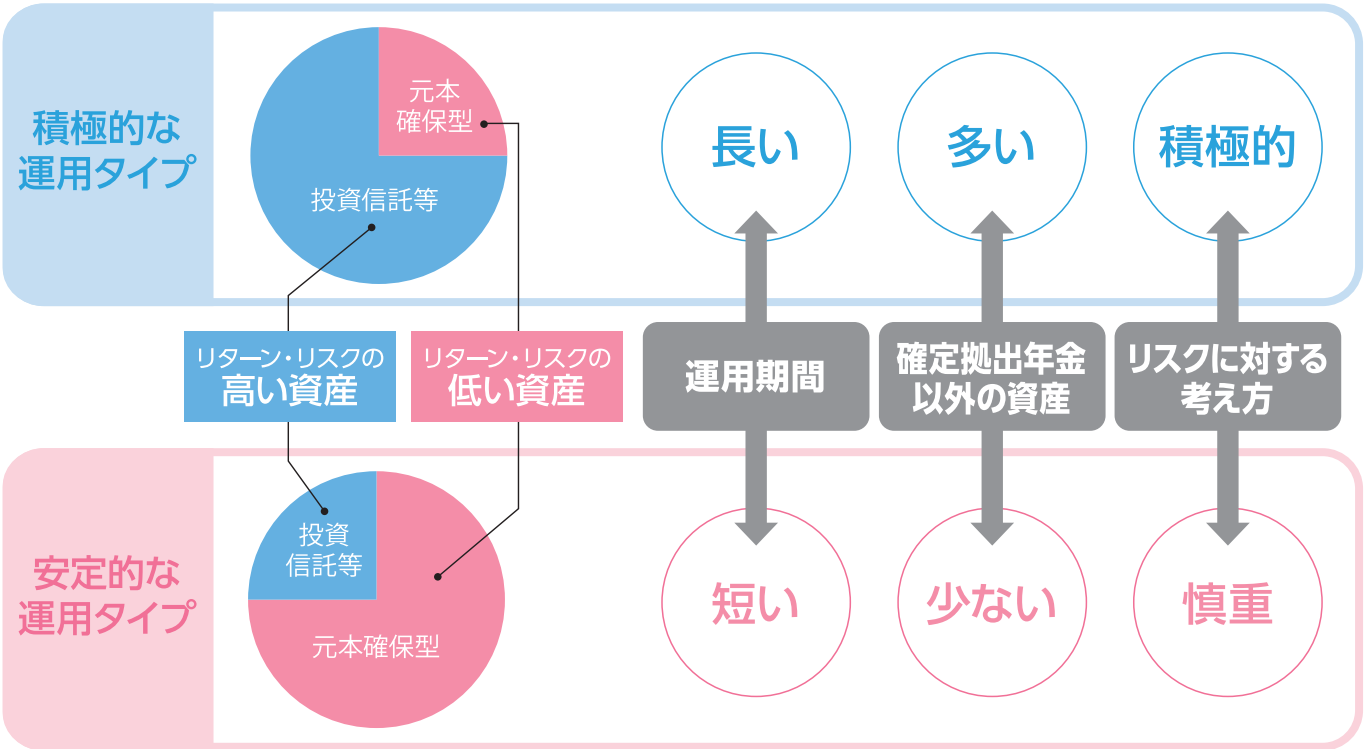 積極的な
運用タイプ
元本
確保型
投資信託等
長い
多い
積極的
リターン・リスクの
高い資産
リターン・リスクの
低い資産
運用期間
確定拠出年金
以外の資産
リスクに対する
考え方
安定的な
運用タイプ
投資
信託等
元本確保型
短い
少ない
慎重